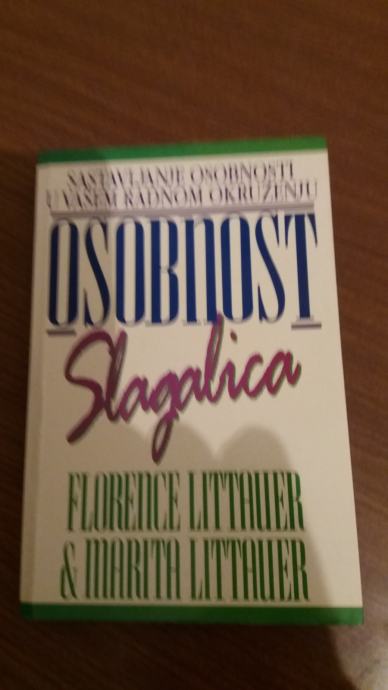 SASTAVLJANJE OSOBNOSTI
U VAŠEM RADNOM OKRUŽENJU
OSOBNOST
Slagalica
FLORENCE LITTAUER
& MARITA LITTAUER